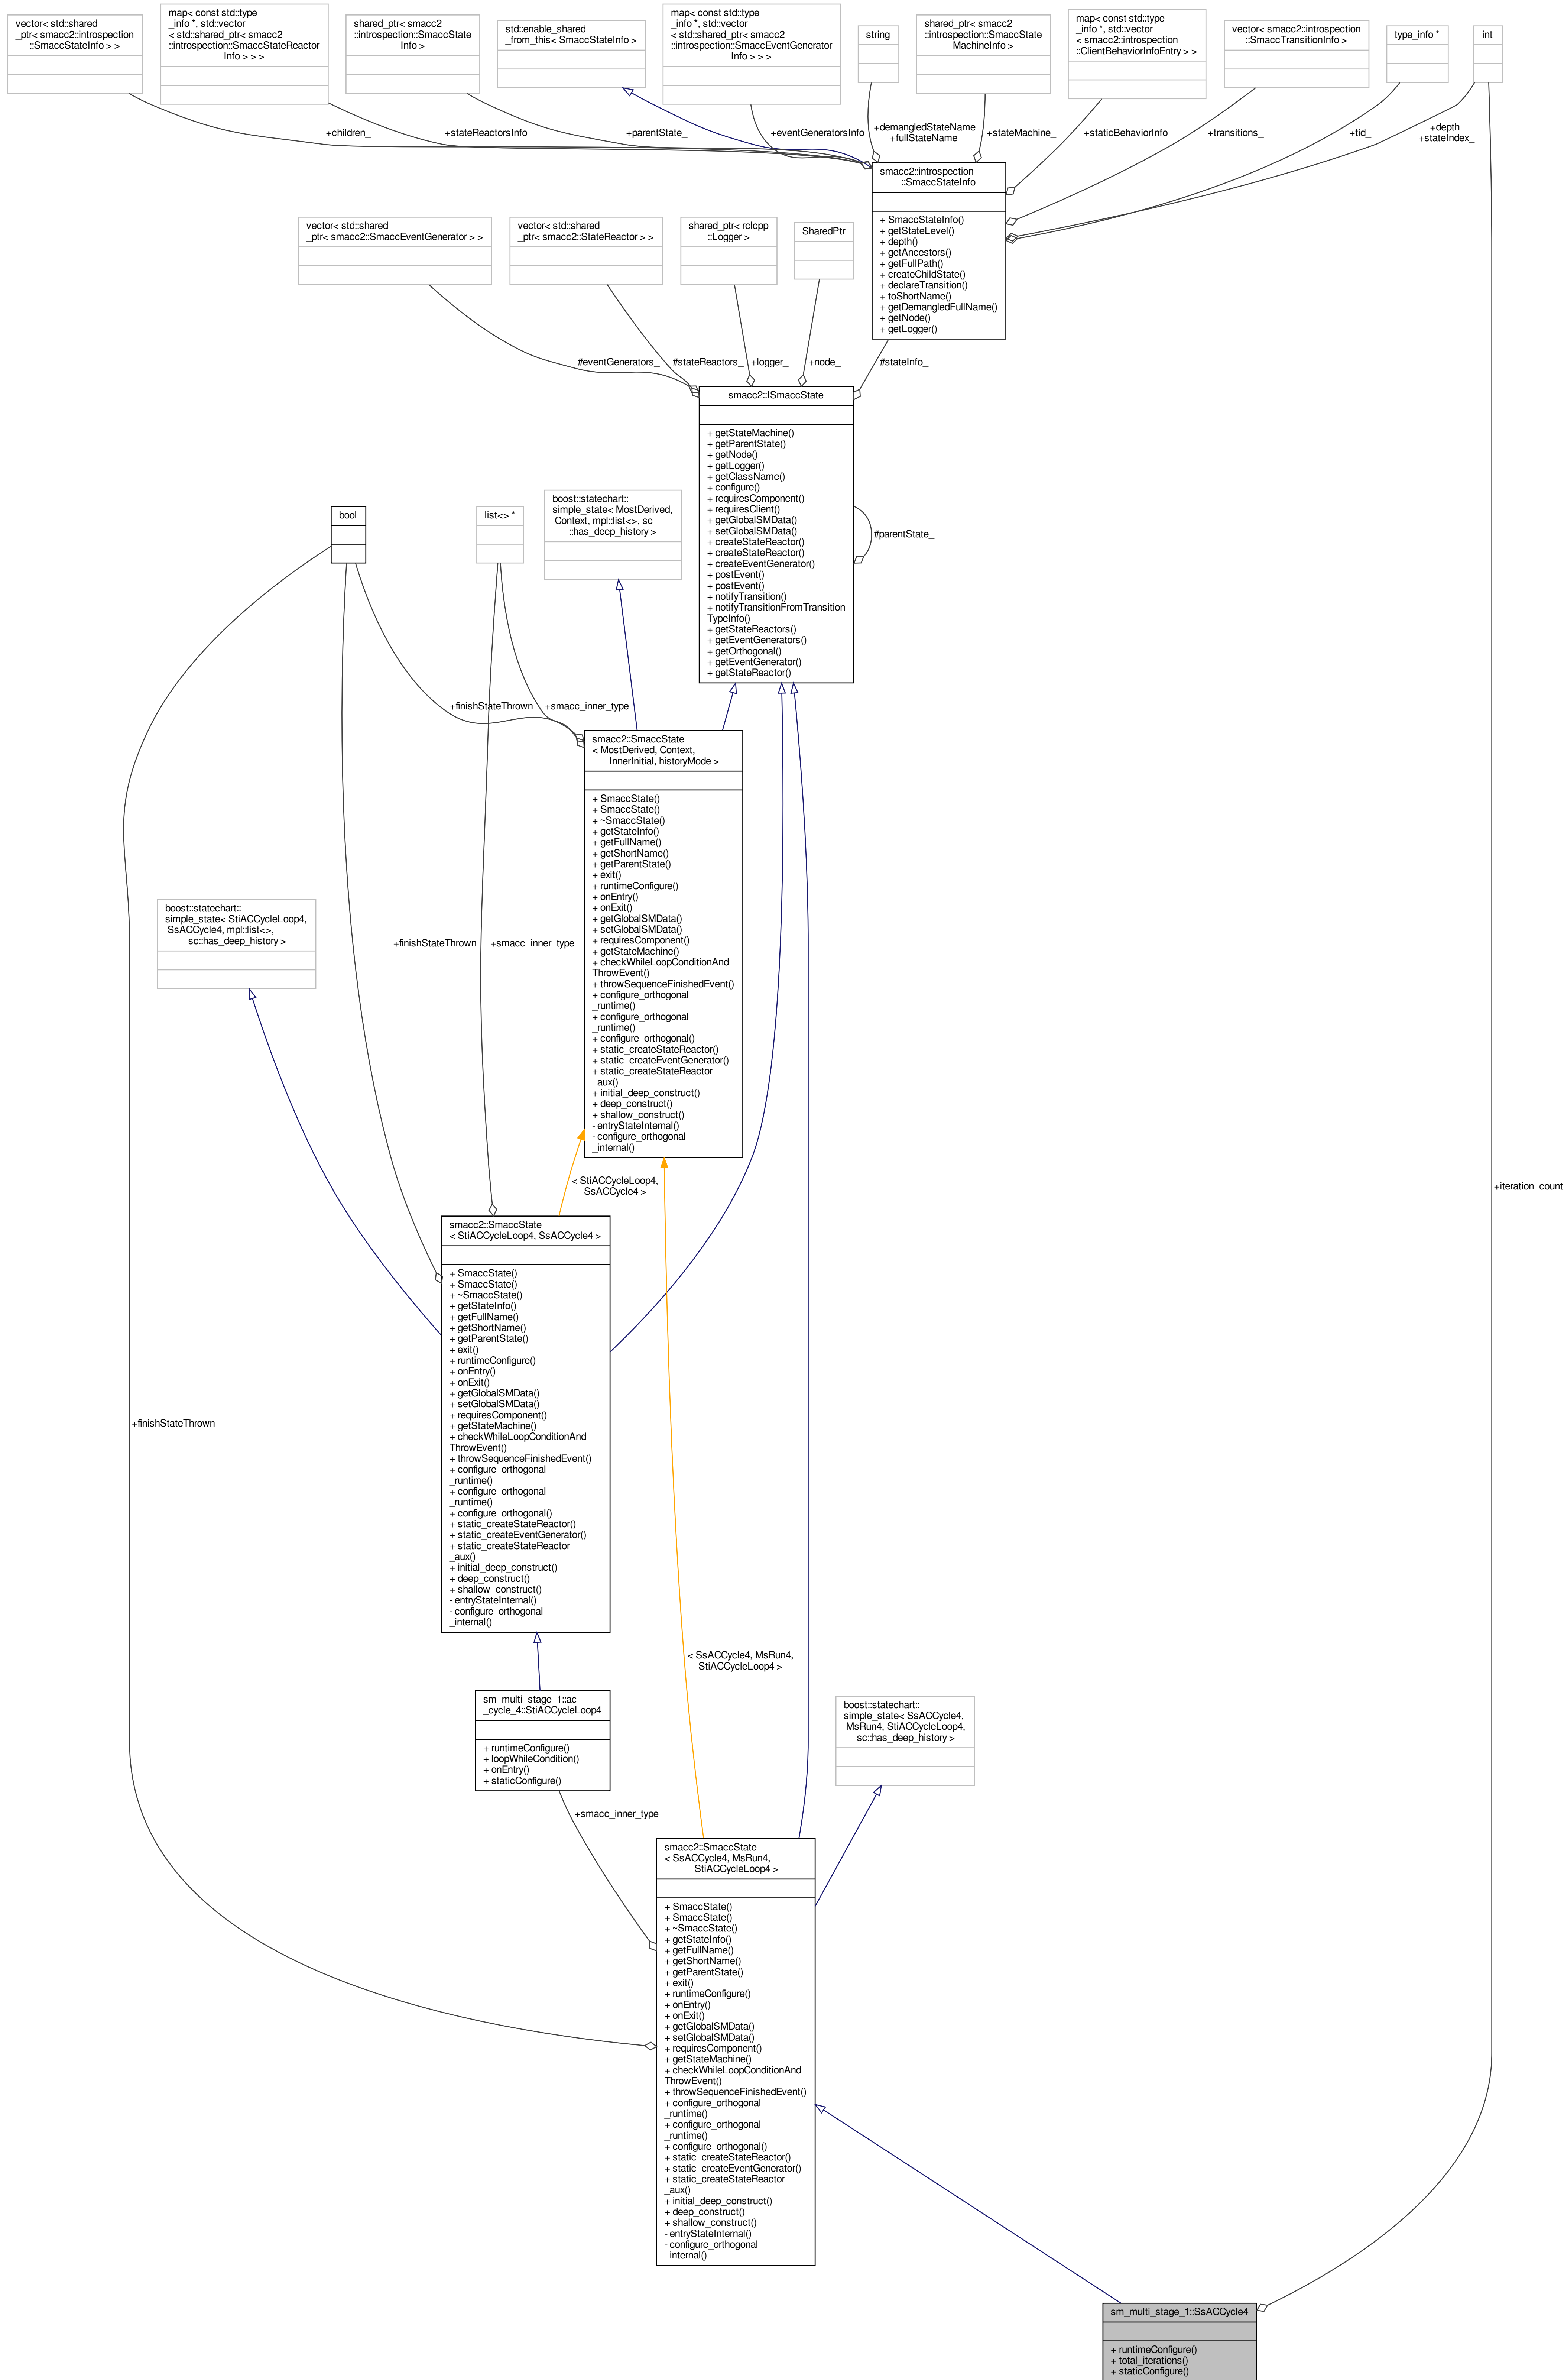 vector< std::shared
_ptr< smacc2::introspection
::SmaccStateInfo > >
map< const std::type
_info *, std::vector
< std::shared_ptr< smacc2
::introspection::SmaccStateReactor
Info > > >
shared_ptr< smacc2
::introspection::SmaccState
Info >
std::enable_shared
_from_this< SmaccStateInfo >
map< const std::type
_info *, std::vector
< std::shared_ptr< smacc2
::introspection::SmaccEventGenerator
Info > > >
string
shared_ptr< smacc2
::introspection::SmaccState
MachineInfo >
map< const std::type
_info *, std::vector
< smacc2::introspection
::ClientBehaviorInfoEntry > >
vector< smacc2::introspection
::SmaccTransitionInfo >
type_info *
int
+children_
+stateReactorsInfo
+parentState_
+eventGeneratorsInfo
+demangledStateName
+fullStateName
+stateMachine_
+staticBehaviorInfo
+transitions_
+tid_
+depth_
+stateIndex_
smacc2::introspection
::SmaccStateInfo
+ SmaccStateInfo()
+ getStateLevel()
+ depth()
+ getAncestors()
+ getFullPath()
+ createChildState()
+ declareTransition()
+ toShortName()
+ getDemangledFullName()
+ getNode()
+ getLogger()
vector< std::shared
_ptr< smacc2::SmaccEventGenerator > >
vector< std::shared
_ptr< smacc2::StateReactor > >
shared_ptr< rclcpp
::Logger >
SharedPtr
#eventGenerators_
#stateReactors_
+logger_
+node_
#stateInfo_
smacc2::ISmaccState
+ getStateMachine()
+ getParentState()
+ getNode()
+ getLogger()
+ getClassName()
+ configure()
+ requiresComponent()
+ requiresClient()
+ getGlobalSMData()
+ setGlobalSMData()
+ createStateReactor()
+ createStateReactor()
+ createEventGenerator()
+ postEvent()
+ postEvent()
+ notifyTransition()
+ notifyTransitionFromTransition
TypeInfo()
+ getStateReactors()
+ getEventGenerators()
+ getOrthogonal()
+ getEventGenerator()
+ getStateReactor()
#parentState_
bool
list<> *
boost::statechart::
simple_state< MostDerived,
Context, mpl::list<>, sc
::has_deep_history >
+finishStateThrown
+smacc_inner_type
smacc2::SmaccState
< MostDerived, Context,
InnerInitial, historyMode >
+ SmaccState()
+ SmaccState()
+ ~SmaccState()
+ getStateInfo()
+ getFullName()
+ getShortName()
+ getParentState()
+ exit()
+ runtimeConfigure()
+ onEntry()
+ onExit()
+ getGlobalSMData()
+ setGlobalSMData()
+ requiresComponent()
+ getStateMachine()
+ checkWhileLoopConditionAnd
ThrowEvent()
+ throwSequenceFinishedEvent()
+ configure_orthogonal
_runtime()
+ configure_orthogonal
_runtime()
+ configure_orthogonal()
+ static_createStateReactor()
+ static_createEventGenerator()
+ static_createStateReactor
_aux()
+ initial_deep_construct()
+ deep_construct()
+ shallow_construct()
- entryStateInternal()
- configure_orthogonal
_internal()
boost::statechart::
simple_state< StiACCycleLoop4,
SsACCycle4, mpl::list<>,
sc::has_deep_history >
+finishStateThrown
+smacc_inner_type
< StiACCycleLoop4,
SsACCycle4 >
+iteration_count
smacc2::SmaccState
< StiACCycleLoop4, SsACCycle4 >
+ SmaccState()
+ SmaccState()
+ ~SmaccState()
+ getStateInfo()
+ getFullName()
+ getShortName()
+ getParentState()
+ exit()
+ runtimeConfigure()
+ onEntry()
+ onExit()
+ getGlobalSMData()
+ setGlobalSMData()
+ requiresComponent()
+ getStateMachine()
+ checkWhileLoopConditionAnd
ThrowEvent()
+ throwSequenceFinishedEvent()
+ configure_orthogonal
_runtime()
+ configure_orthogonal
_runtime()
+ configure_orthogonal()
+ static_createStateReactor()
+ static_createEventGenerator()
+ static_createStateReactor
_aux()
+ initial_deep_construct()
+ deep_construct()
+ shallow_construct()
- entryStateInternal()
- configure_orthogonal
_internal()
+finishStateThrown
< SsACCycle4, MsRun4,
StiACCycleLoop4 >
sm_multi_stage_1::ac
_cycle_4::StiACCycleLoop4
+ runtimeConfigure()
+ loopWhileCondition()
+ onEntry()
+ staticConfigure()
boost::statechart::
simple_state< SsACCycle4,
MsRun4, StiACCycleLoop4,
sc::has_deep_history >
+smacc_inner_type
smacc2::SmaccState
< SsACCycle4, MsRun4,
StiACCycleLoop4 >
+ SmaccState()
+ SmaccState()
+ ~SmaccState()
+ getStateInfo()
+ getFullName()
+ getShortName()
+ getParentState()
+ exit()
+ runtimeConfigure()
+ onEntry()
+ onExit()
+ getGlobalSMData()
+ setGlobalSMData()
+ requiresComponent()
+ getStateMachine()
+ checkWhileLoopConditionAnd
ThrowEvent()
+ throwSequenceFinishedEvent()
+ configure_orthogonal
_runtime()
+ configure_orthogonal
_runtime()
+ configure_orthogonal()
+ static_createStateReactor()
+ static_createEventGenerator()
+ static_createStateReactor
_aux()
+ initial_deep_construct()
+ deep_construct()
+ shallow_construct()
- entryStateInternal()
- configure_orthogonal
_internal()
sm_multi_stage_1::SsACCycle4
+ runtimeConfigure()
+ total_iterations()
+ staticConfigure()